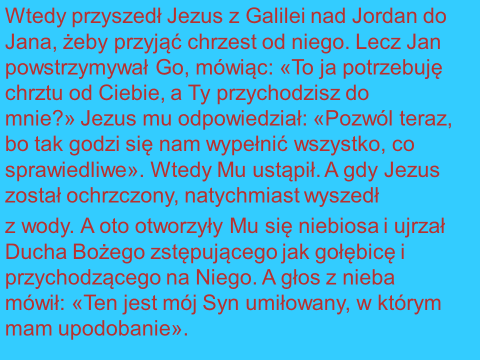 Wtedy przyszedł Jezus z Galilei nad Jordan do
Jana, żeby przyjąć chrzest od niego. Lecz Jan
powstrzymywał Go, mówiąc: «To ja potrzebuję
chrztu od Ciebie, a Ty przychodzisz do
mnie?» Jezus mu odpowiedział: «Pozwól teraz,
bo tak godzi się nam wypełnić wszystko, co
sprawiedliwe». Wtedy Mu ustąpił. A gdy Jezus
został ochrzczony, natychmiast wyszedł
z wody. A oto otworzyły Mu się niebiosa i ujrzał
Ducha Bożego zstępującego jak gołębicę i
przychodzącego na Niego. A głos z nieba
mówił: «Ten jest mój Syn umiłowany, w którym
mam upodobanie».